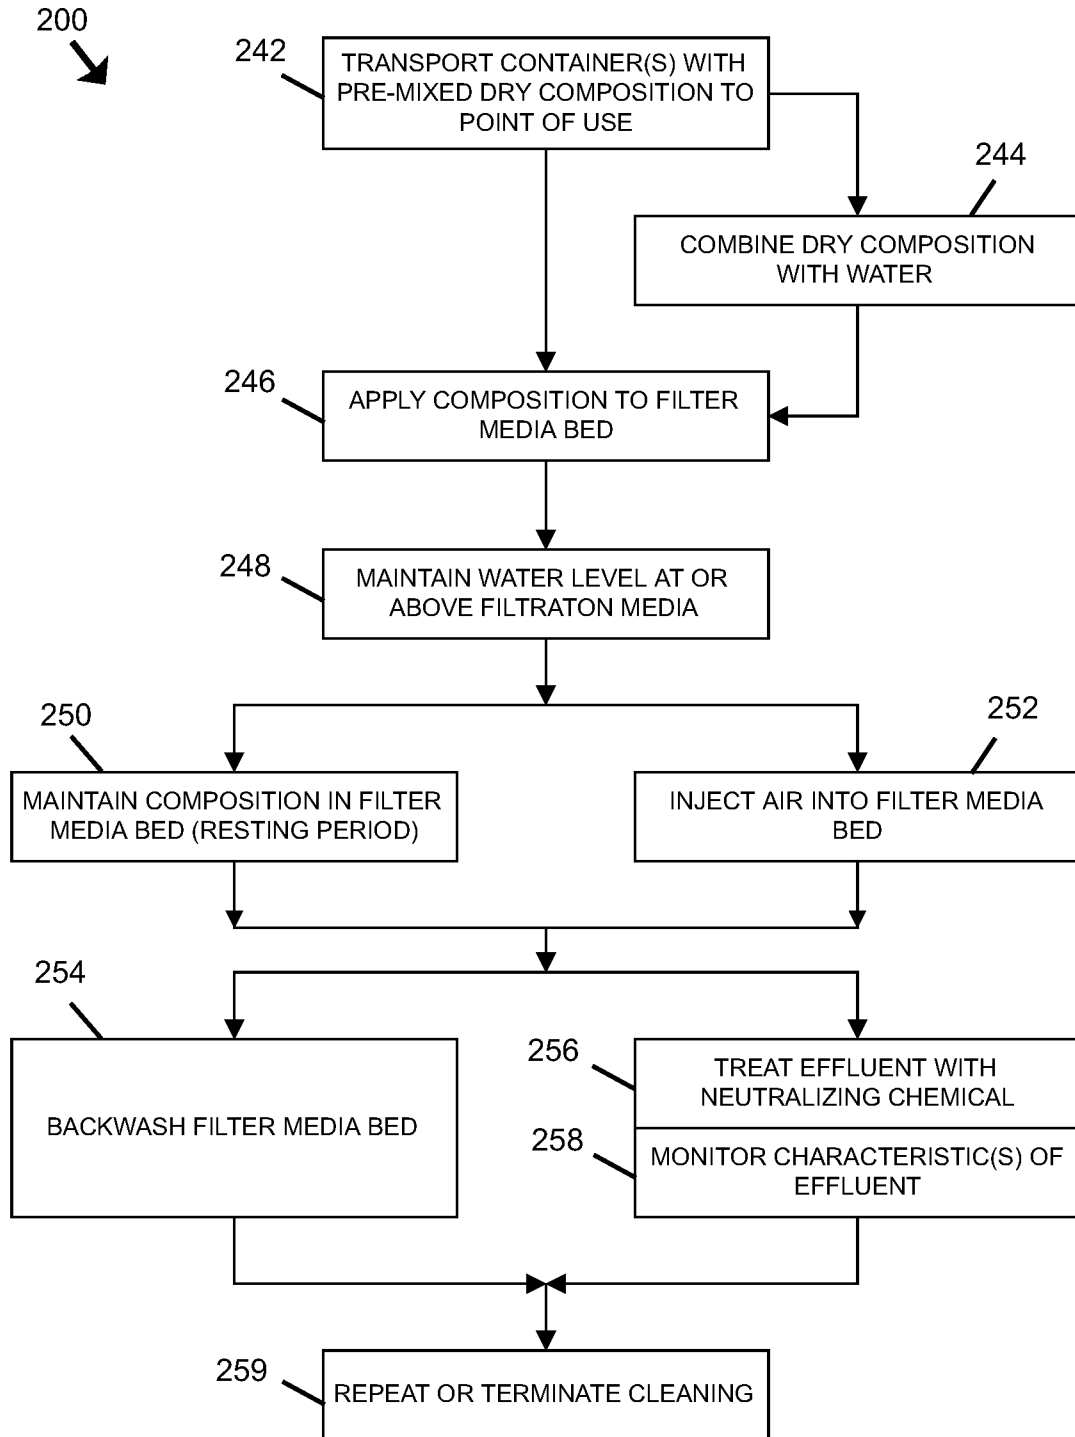 200
242
TRANSPORT CONTAINER(S) WITH
PRE-MIXED DRY COMPOSITION TO
POINT OF USE
244
COMBINE DRY COMPOSITION
WITH WATER
246
APPLY COMPOSITION TO FILTER
MEDIA BED
248
MAINTAIN WATER LEVEL AT OR
ABOVE FILTRATON MEDIA
250
MAINTAIN COMPOSITION IN FILTER
MEDIA BED (RESTING PERIOD)
252
INJECT AIR INTO FILTER MEDIA
BED
254
BACKWASH FILTER MEDIA BED
256
TREAT EFFLUENT WITH
NEUTRALIZING CHEMICAL
258
MONITOR CHARACTERISTIC(S) OF
EFFLUENT
259
REPEAT OR TERMINATE CLEANING